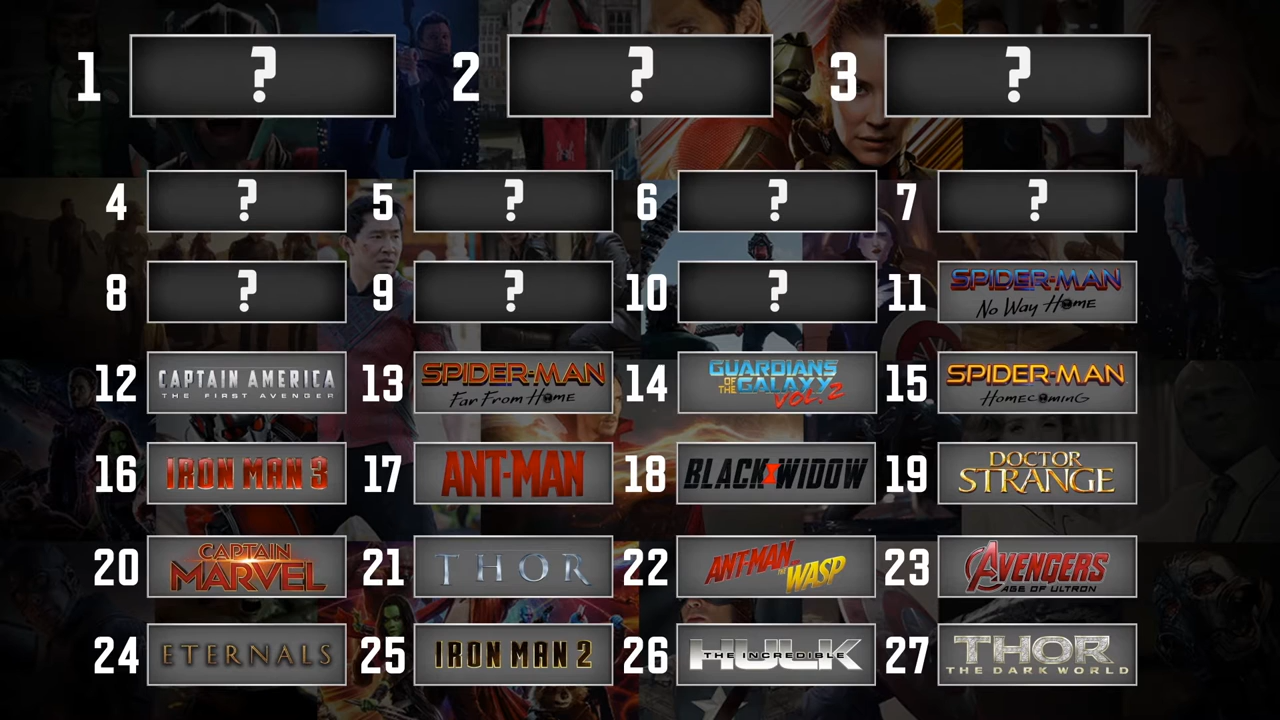 1 ? 2 ? 3 ?
4 ? 5 ? 6 ? 7 ?
8 ? 9 ? 10 ? 11 SPIDER-MAN
No Way Home
12 CAPTAIN AMERICA
THE FIRST AVENGER
13 SPIDER-MAN
Far From Home
14 GUARDIANS
OF THE GALAXY
VOL. 2
15 SPIDER-MAN
HOMECOMING
16 IRON MAN 3
17 ANT-MAN
18 BLACK WIDOW
19 DOCTOR
STRANGE
20 CAPTAIN
MARVEL
21 THOR
22 ANT-MAN
AND THE WASP
23 AVENGERS
AGE OF ULTRON
24 ETERNALS
25 IRON MAN 2
26 THE INCREDIBLE
HULK
27 THOR
THE DARK WORLD